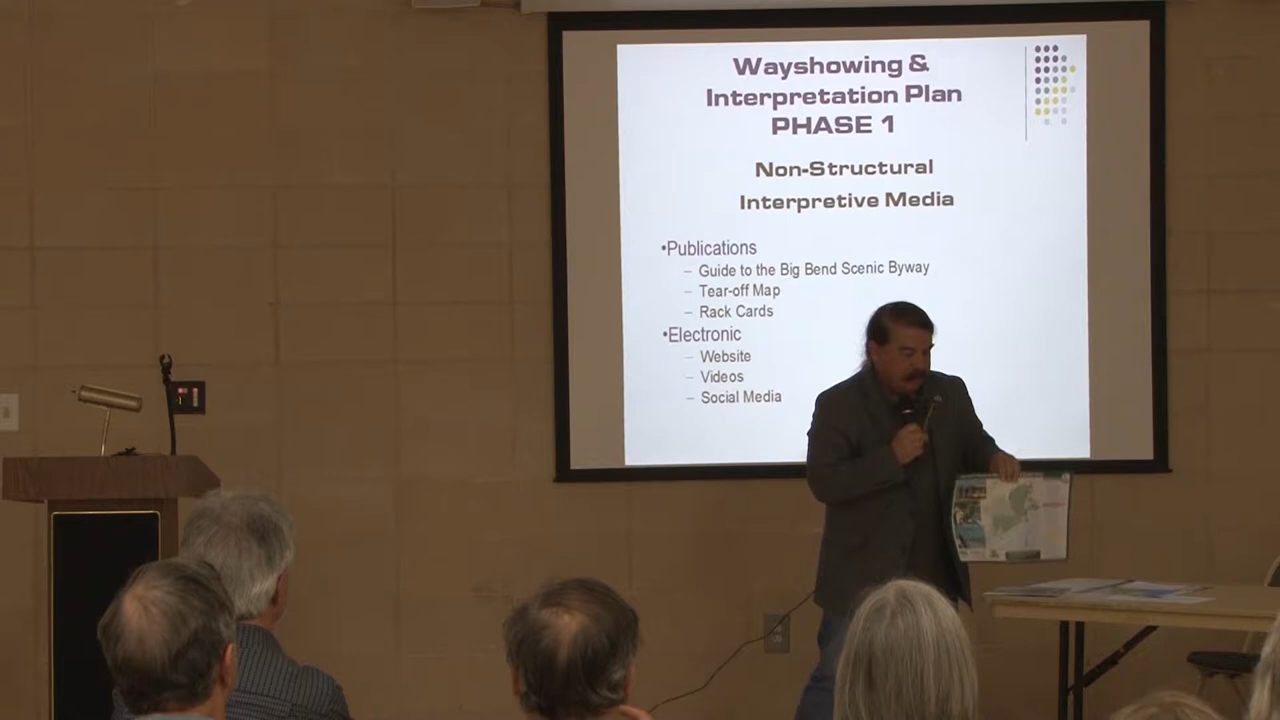 Wayshowing &
Interpretation Plan
PHASE 1
Non-Structural
Interpretive Media
•Publications
– Guide to the Big Bend Scenic Byway
– Tear-off Map
– Rack Cards
•Electronic
– Website
– Videos
– Social Media